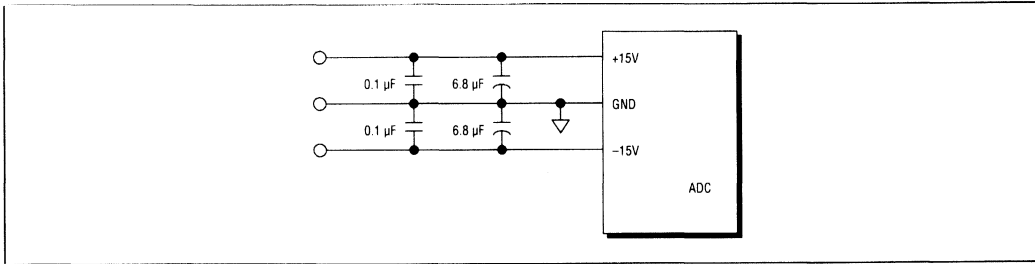 +15V
0.1 µF 6.8 µF
GND
0.1 µF 6.8 µF
–15V
ADC